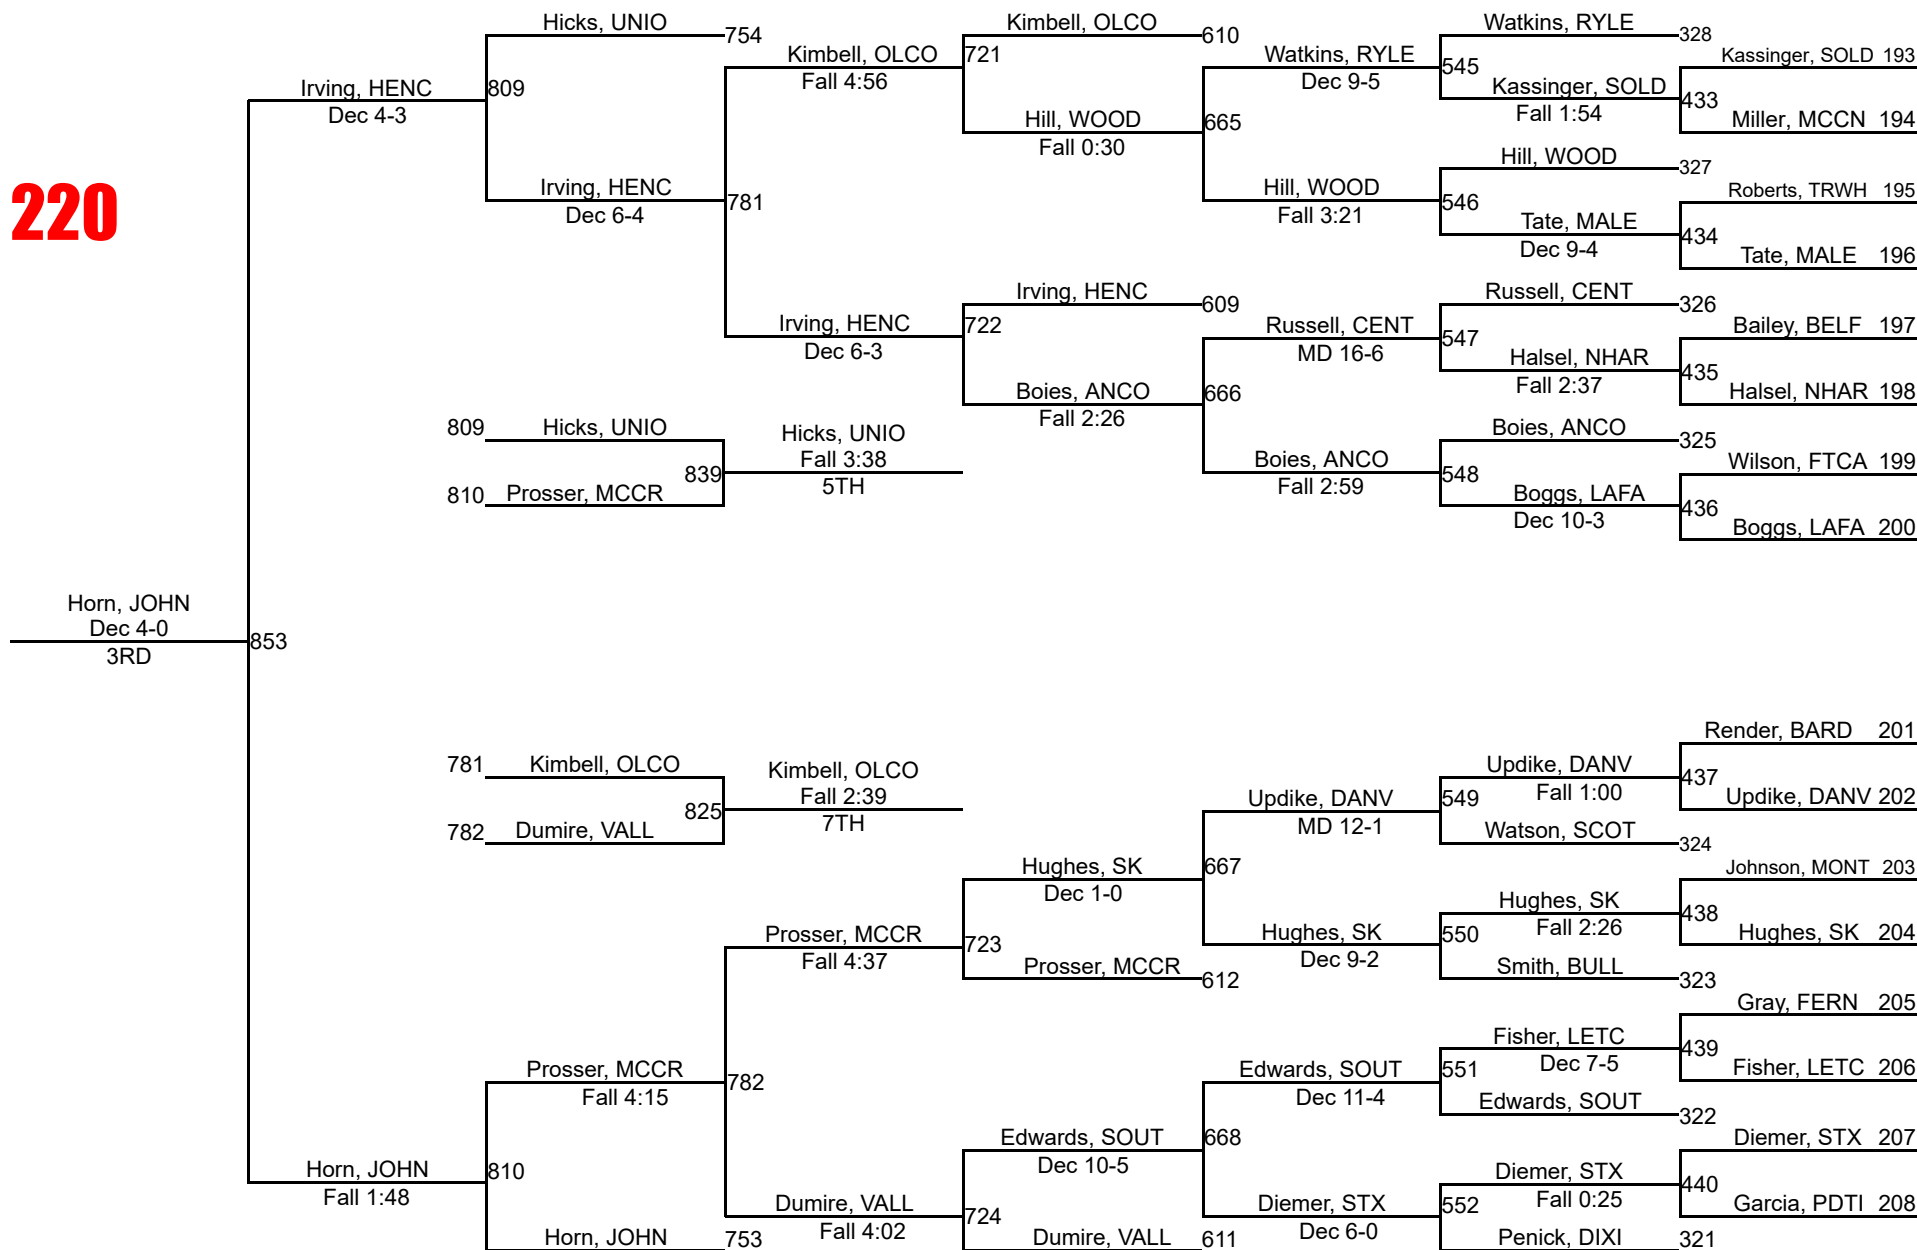 220
Irving, HENC
Dec 4-3
Horn, JOHN
Dec 4-0
3RD
853
Horn, JOHN
Fall 1:48
Hicks, UNIO
754
809
Irving, HENC
Dec 6-4
809 Hicks, UNIO
810 Prosser, MCCR
839
Hicks, UNIO
Fall 3:38
5TH
781 Kimbell, OLCO
782 Dumire, VALL
825
Kimbell, OLCO
Fall 2:39
7TH
Prosser, MCCR
Fall 4:15
810
Horn, JOHN
753
Kimbell, OLCO
Fall 4:56
781
Irving, HENC
Dec 6-3
Prosser, MCCR
Fall 4:37
782
Dumire, VALL
Fall 4:02
Kimbell, OLCO
610
721
Hill, WOOD
Fall 0:30
Irving, HENC
609
722
Boies, ANCO
Fall 2:26
Hughes, SK
Dec 1-0
723
Prosser, MCCR
612
Edwards, SOUT
Dec 10-5
724
Dumire, VALL
611
Watkins, RYLE
Dec 9-5
665
Hill, WOOD
Fall 3:21
Russell, CENT
MD 16-6
666
Boies, ANCO
Fall 2:59
Updike, DANV
MD 12-1
667
Hughes, SK
Dec 9-2
Edwards, SOUT
Dec 11-4
668
Diemer, STX
Dec 6-0
Watkins, RYLE
328
545
Kassinger, SOLD
Fall 1:54
Hill, WOOD
327
546
Tate, MALE
Dec 9-4
Russell, CENT
326
547
Halsel, NHAR
Fall 2:37
Boies, ANCO
325
548
Boggs, LAFA
Dec 10-3
Updike, DANV
Fall 1:00
549
Watson, SCOT
324
Hughes, SK
Fall 2:26
550
Smith, BULL
323
Fisher, LETC
Dec 7-5
551
Edwards, SOUT
322
Diemer, STX
Fall 0:25
552
Penick, DIXI
321
Kassinger, SOLD 193
433
Miller, MCCN 194
Roberts, TRWH 195
434
Tate, MALE 196
Bailey, BELF 197
435
Halsel, NHAR 198
Wilson, FTCA 199
436
Boggs, LAFA 200
Render, BARD 201
437
Updike, DANV 202
Johnson, MONT 203
438
Hughes, SK 204
Gray, FERN 205
439
Fisher, LETC 206
Diemer, STX 207
440
Garcia, PDTI 208